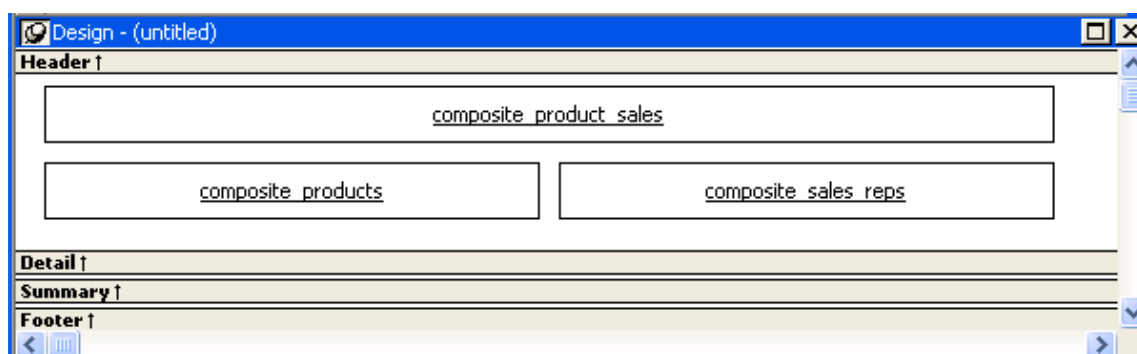 Design - (untitled)
Header ↑
composite_product_sales
composite_products composite_sales_reps
Detail ↑
Summary ↑
Footer ↑